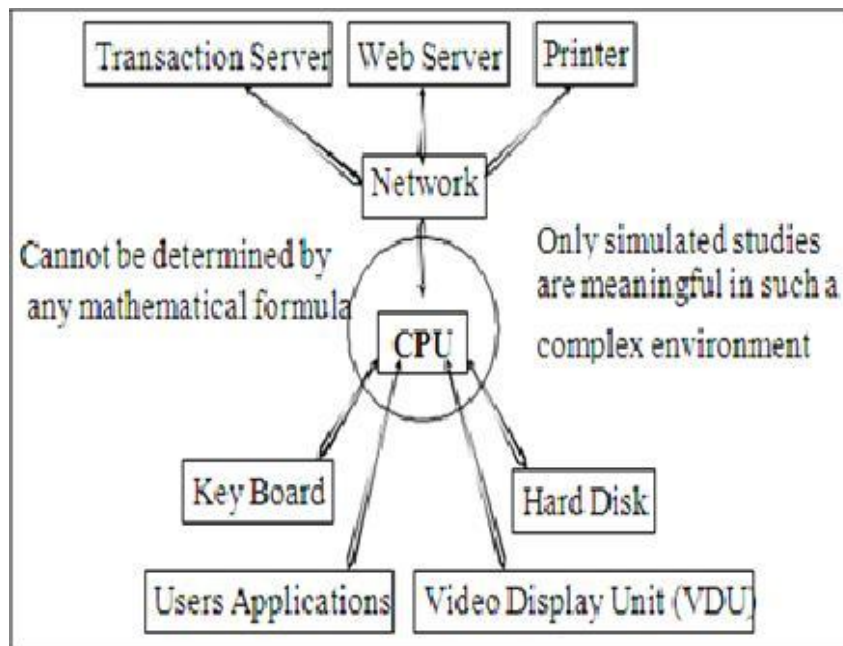 Transaction Server
Web Server
Printer
Network
Cannot be determined by
any mathematical formula
Only simulated studies
are meaningful in such a
complex environment
CPU
Key Board
Hard Disk
Users Applications
Video Display Unit (VDU)